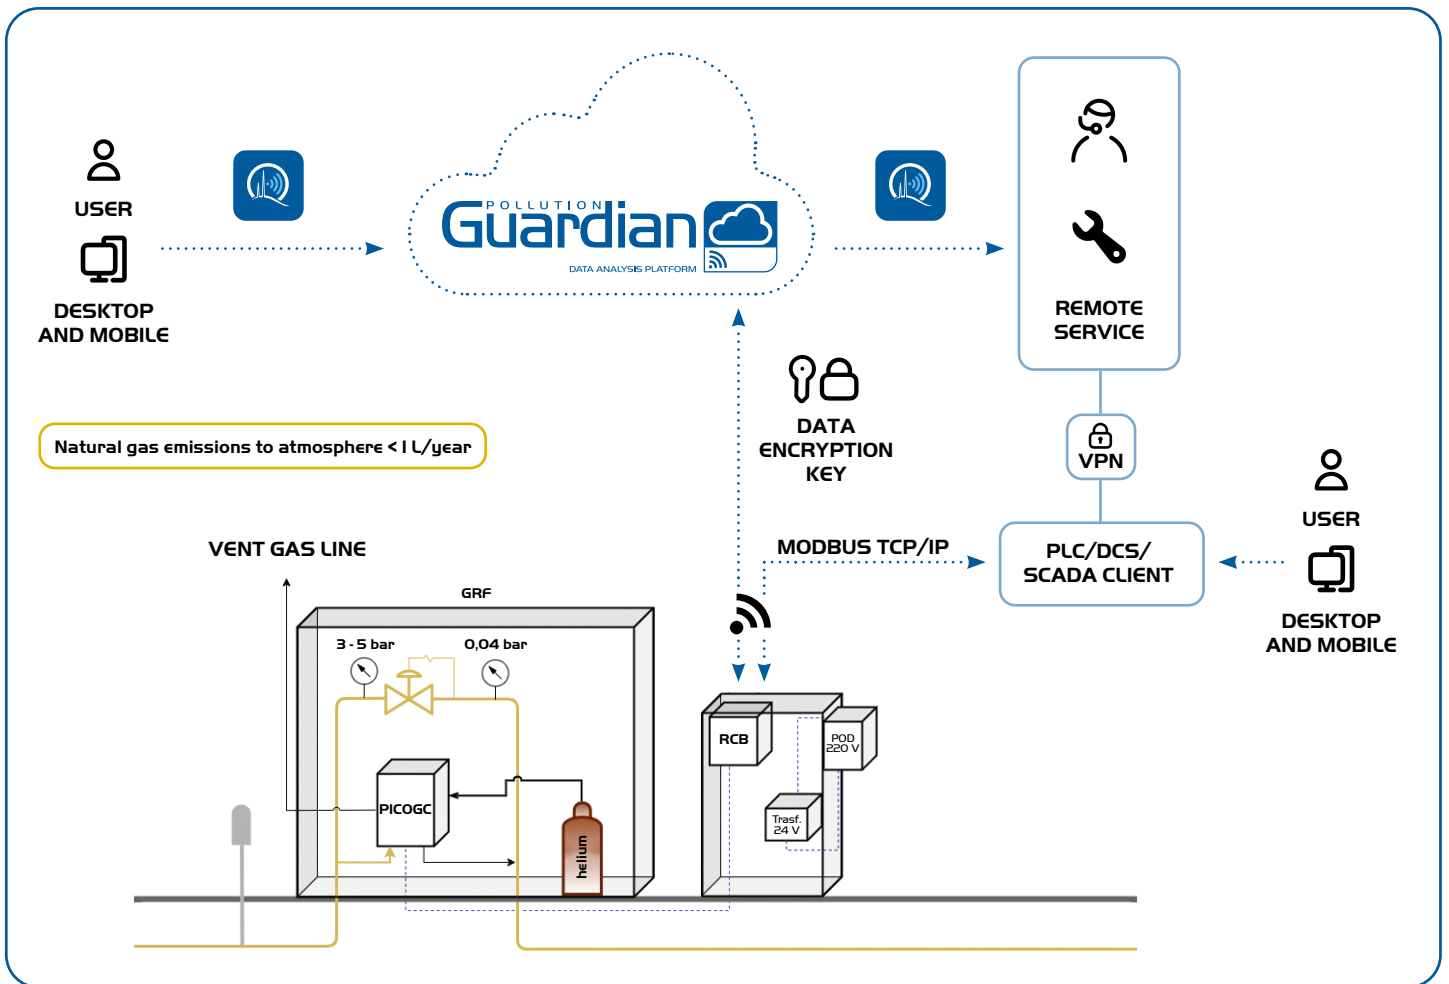 USER
DESKTOP
AND MOBILE
POLLUTION
Guardian
DATA ANALYSIS PLATFORM
REMOTE
SERVICE
DATA
ENCRYPTION
KEY
VPN
Natural gas emissions to atmosphere < 1 L/year
USER
DESKTOP
AND MOBILE
MODBUS TCP/IP
PLC/DCS/
SCADA CLIENT
VENT GAS LINE
GRF
3 - 5 bar
0,04 bar
PICOGC
helium
RCB
POD
220 V
Trasf.
24 V